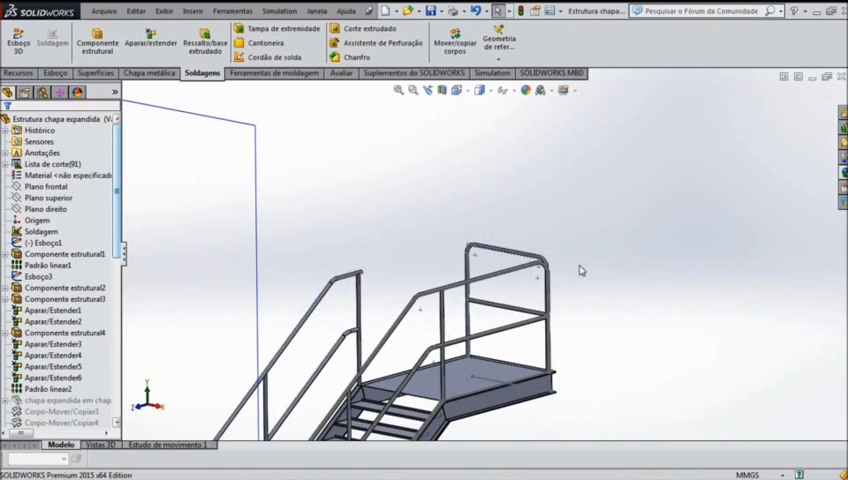 SOLIDWORKS
Arquivo
Editar
Exibir
Inserir
Ferramentas
Simulation
Janela
Ajuda
Estrutura chapa...
Pesquisar o Fórum da Comunidade
Esboço 3D
Soldagem
Componente estrutural
Aparar/estender
Ressalto/base extrudado
Tampa de extremidade
Cantoneira
Cordão de solda
Corte extrudado
Assistente de Perfuração
Chanfro
Mover/copiar corpos
Geometria de refer...
Recursos
Esboço
Superfícies
Chapa metálica
Soldagens
Ferramentas de moldagem
Avaliar
Suplementos do SOLIDWORKS
Simulation
SOLIDWORKS MBD
Estrutura chapa expandida (Va
Histórico
Sensores
Anotações
Lista de corte(91)
Material <não especificado
Plano frontal
Plano superior
Plano direito
Origem
Soldagem
(-) Esboço1
Componente estrutural1
Padrão linear1
Esboço3
Componente estrutural2
Componente estrutural3
Aparar/Estender1
Aparar/Estender2
Componente estrutural4
Aparar/Estender3
Aparar/Estender4
Aparar/Estender5
Aparar/Estender6
Padrão linear2
chapa expandida em chap
Corpo-Mover/Copiar3
Corpo-Mover/Copiar4
Y
X
Z
Modelo
Vistas 3D
Estudo de movimento 1
SOLIDWORKS Premium 2015 x64 Edition
MMGS